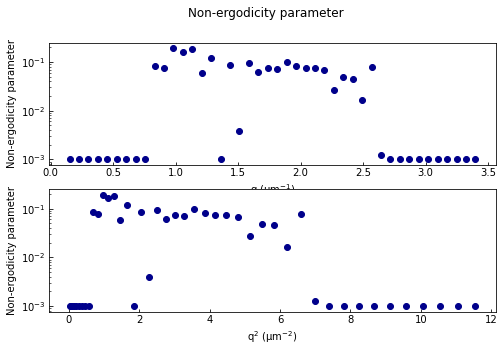 Non-ergodicity parameter
Non-ergodicity parameter
10⁻¹
10⁻²
10⁻³
0.0 0.5 1.0 1.5 2.0 2.5 3.0 3.5
q (μm⁻¹)
Non-ergodicity parameter
10⁻¹
10⁻²
10⁻³
0 2 4 6 8 10 12
q² (μm⁻²)